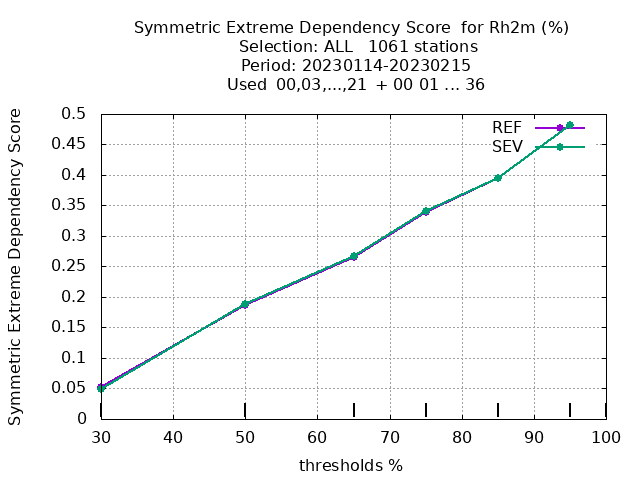 Symmetric Extreme Dependency Score  for Rh2m (%)
Selection: ALL   1061 stations
Period: 20230114-20230215
Used  00,03,...,21  + 00 01 ... 36
Symmetric Extreme Dependency Score
0.5
0.45
0.4
0.35
0.3
0.25
0.2
0.15
0.1
0.05
0
REF
SEV
30 40 50 60 70 80 90 100
thresholds %